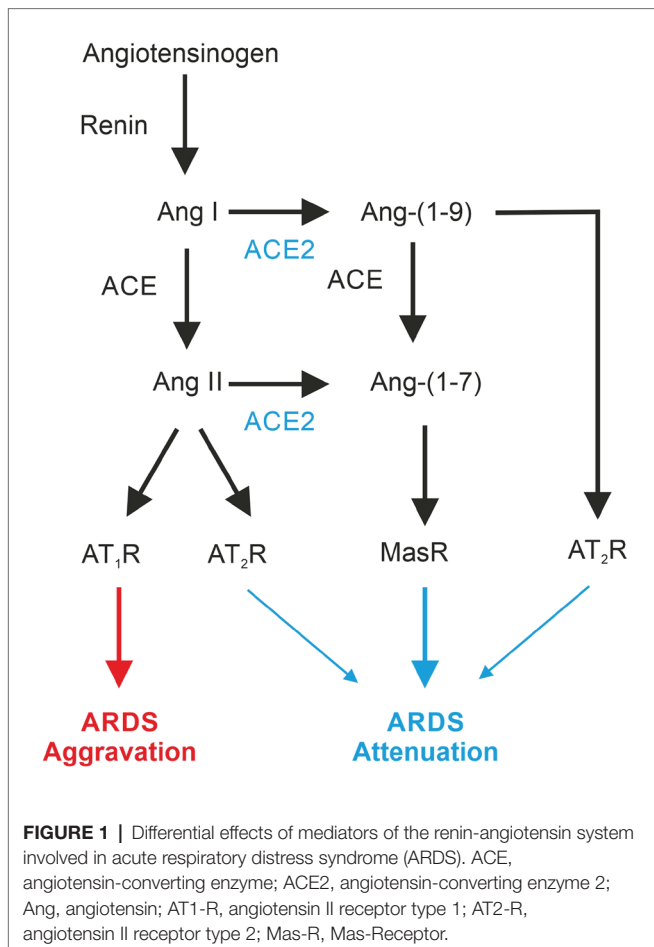 Angiotensinogen
Renin
Ang I
ACE2
Ang-(1-9)
ACE
ACE
Ang II
ACE2
Ang-(1-7)
AT₁R
AT₂R
MasR
AT₂R
ARDS
Aggravation
ARDS
Attenuation
FIGURE 1 | Differential effects of mediators of the renin-angiotensin system
involved in acute respiratory distress syndrome (ARDS). ACE,
angiotensin-converting enzyme; ACE2, angiotensin-converting enzyme 2;
Ang, angiotensin; AT1-R, angiotensin II receptor type 1; AT2-R,
angiotensin II receptor type 2; Mas-R, Mas-Receptor.